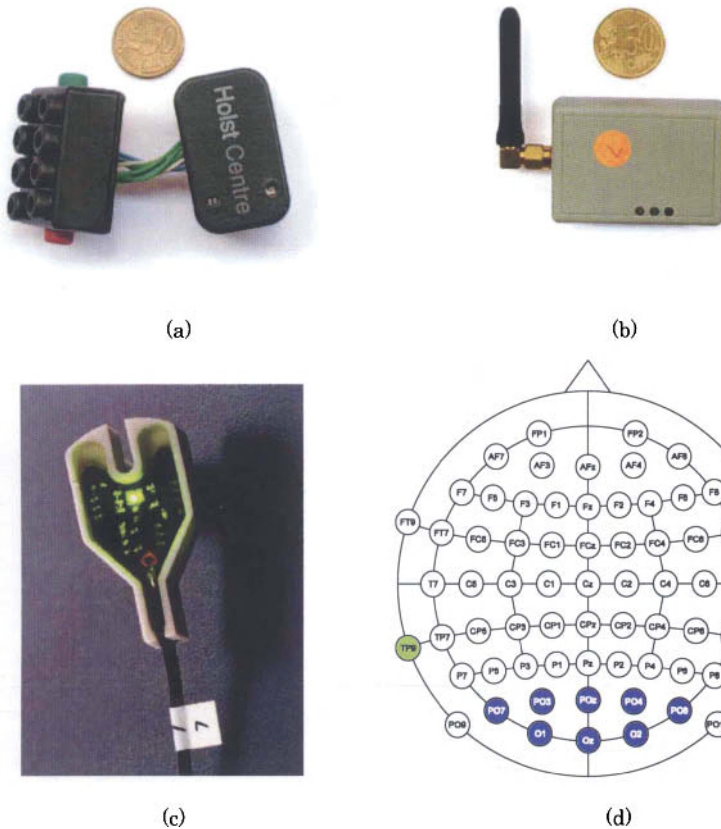 Holst Centre
(a)
(b)
(c)
(d)
FP1 FP2
AF7 AF3 AFz AF4 AF8
F7 F5 F3 F1 Fz F2 F4 F6 F8
FT9 FT7 FC5 FC3 FC1 FCz FC2 FC4 FC6
T7 C5 C3 C1 Cz C2 C4 C6
TP9 TP7 CP5 CP3 CP1 CPz CP2 CP4 CP6
P7 P5 P3 P1 Pz P2 P4 P6 P8
PO9 PO7 PO3 POz PO4 PO8
O1 Oz O2